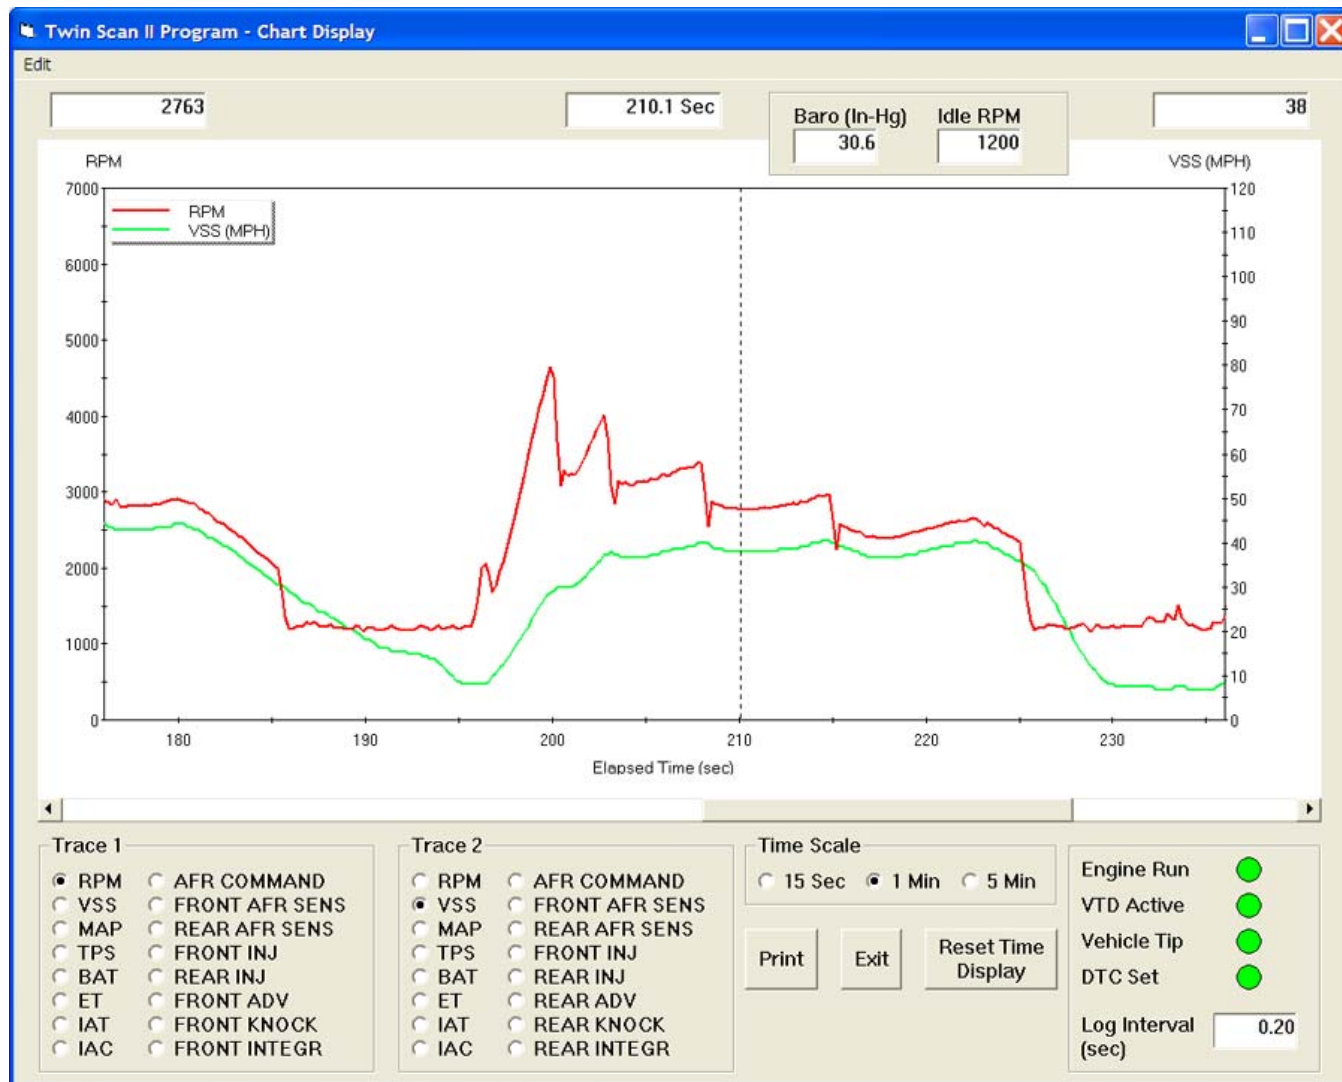 Twin Scan II Program - Chart Display
Edit
2763
210.1 Sec
Baro (In-Hg) Idle RPM
30.6 1200
38
RPM
VSS (MPH)
7000
6000
5000
4000
3000
2000
1000
0
RPM
VSS (MPH)
120
110
100
90
80
70
60
50
40
30
20
10
0
180 190 200 210 220 230
Elapsed Time (sec)
Trace 1
RPM AFR COMMAND
VSS FRONT AFR SENS
MAP REAR AFR SENS
TPS FRONT INJ
BAT REAR INJ
ET FRONT ADV
IAT FRONT KNOCK
IAC FRONT INTEGR
Trace 2
RPM AFR COMMAND
VSS FRONT AFR SENS
MAP REAR AFR SENS
TPS FRONT INJ
BAT REAR INJ
ET REAR ADV
IAT REAR KNOCK
IAC REAR INTEGR
Time Scale
15 Sec 1 Min 5 Min
Print
Exit
Reset Time
Display
Engine Run
VTD Active
Vehicle Tip
DTC Set
Log Interval
(sec)
0.20